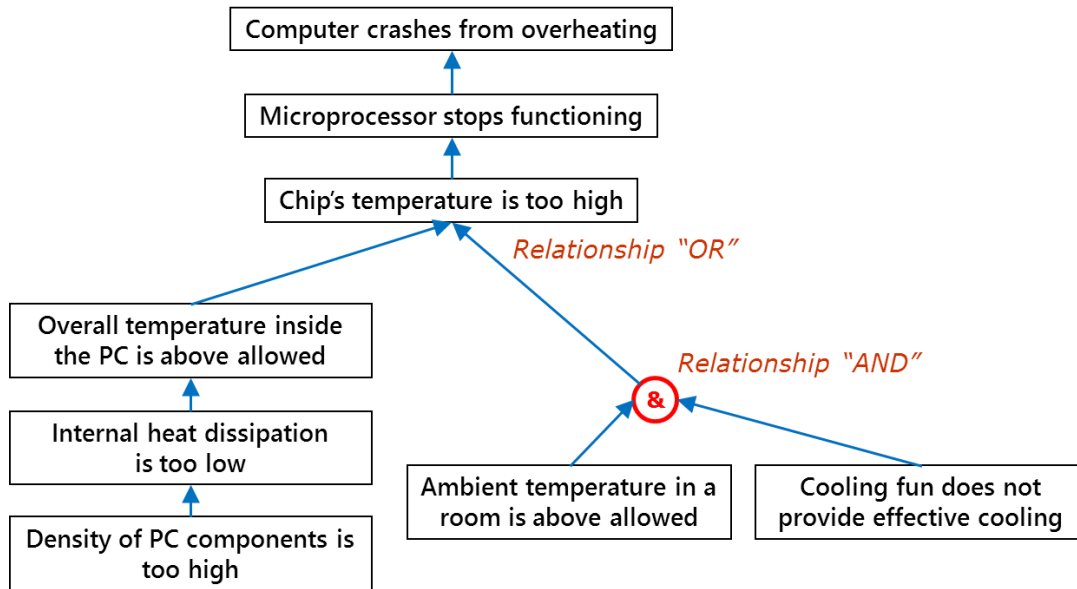 Computer crashes from overheating
Microprocessor stops functioning
Chip’s temperature is too high
Relationship “OR”
Overall temperature inside
the PC is above allowed
Relationship “AND”
&
Internal heat dissipation
is too low
Ambient temperature in a
room is above allowed
Cooling fun does not
provide effective cooling
Density of PC components is
too high